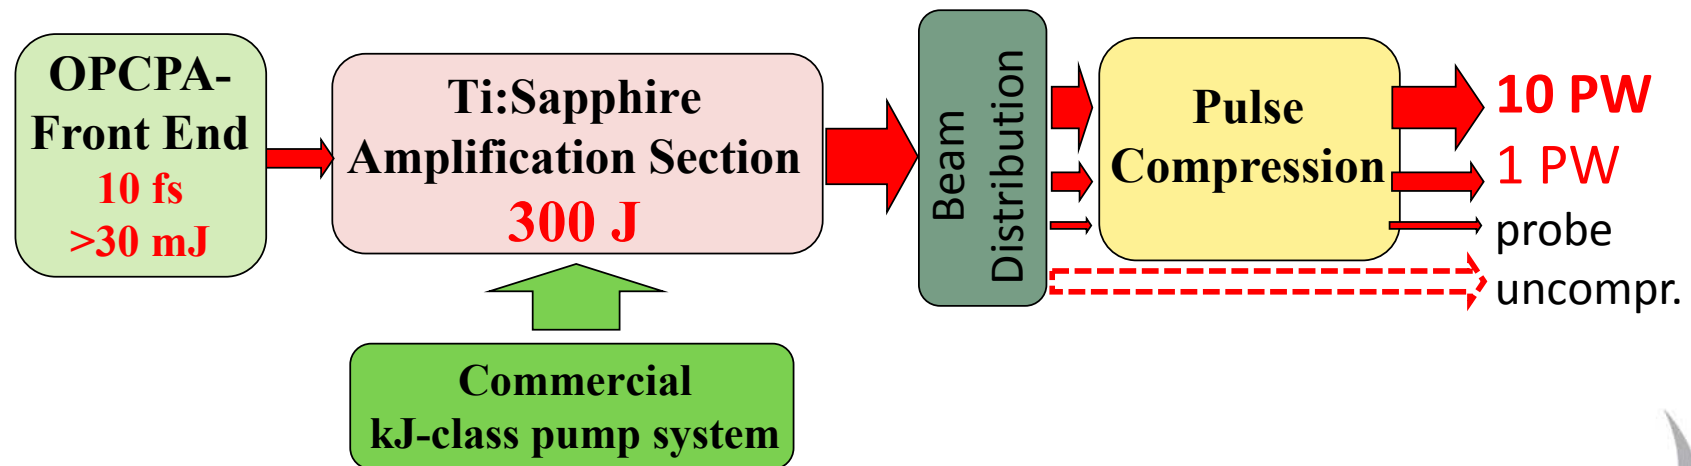 OPCPA-
Front End
10 fs
>30 mJ
Ti:Sapphire
Amplification Section
300 J
Commercial
kJ-class pump system
Beam
Distribution
Pulse
Compression
10 PW
1 PW
probe
uncompr.